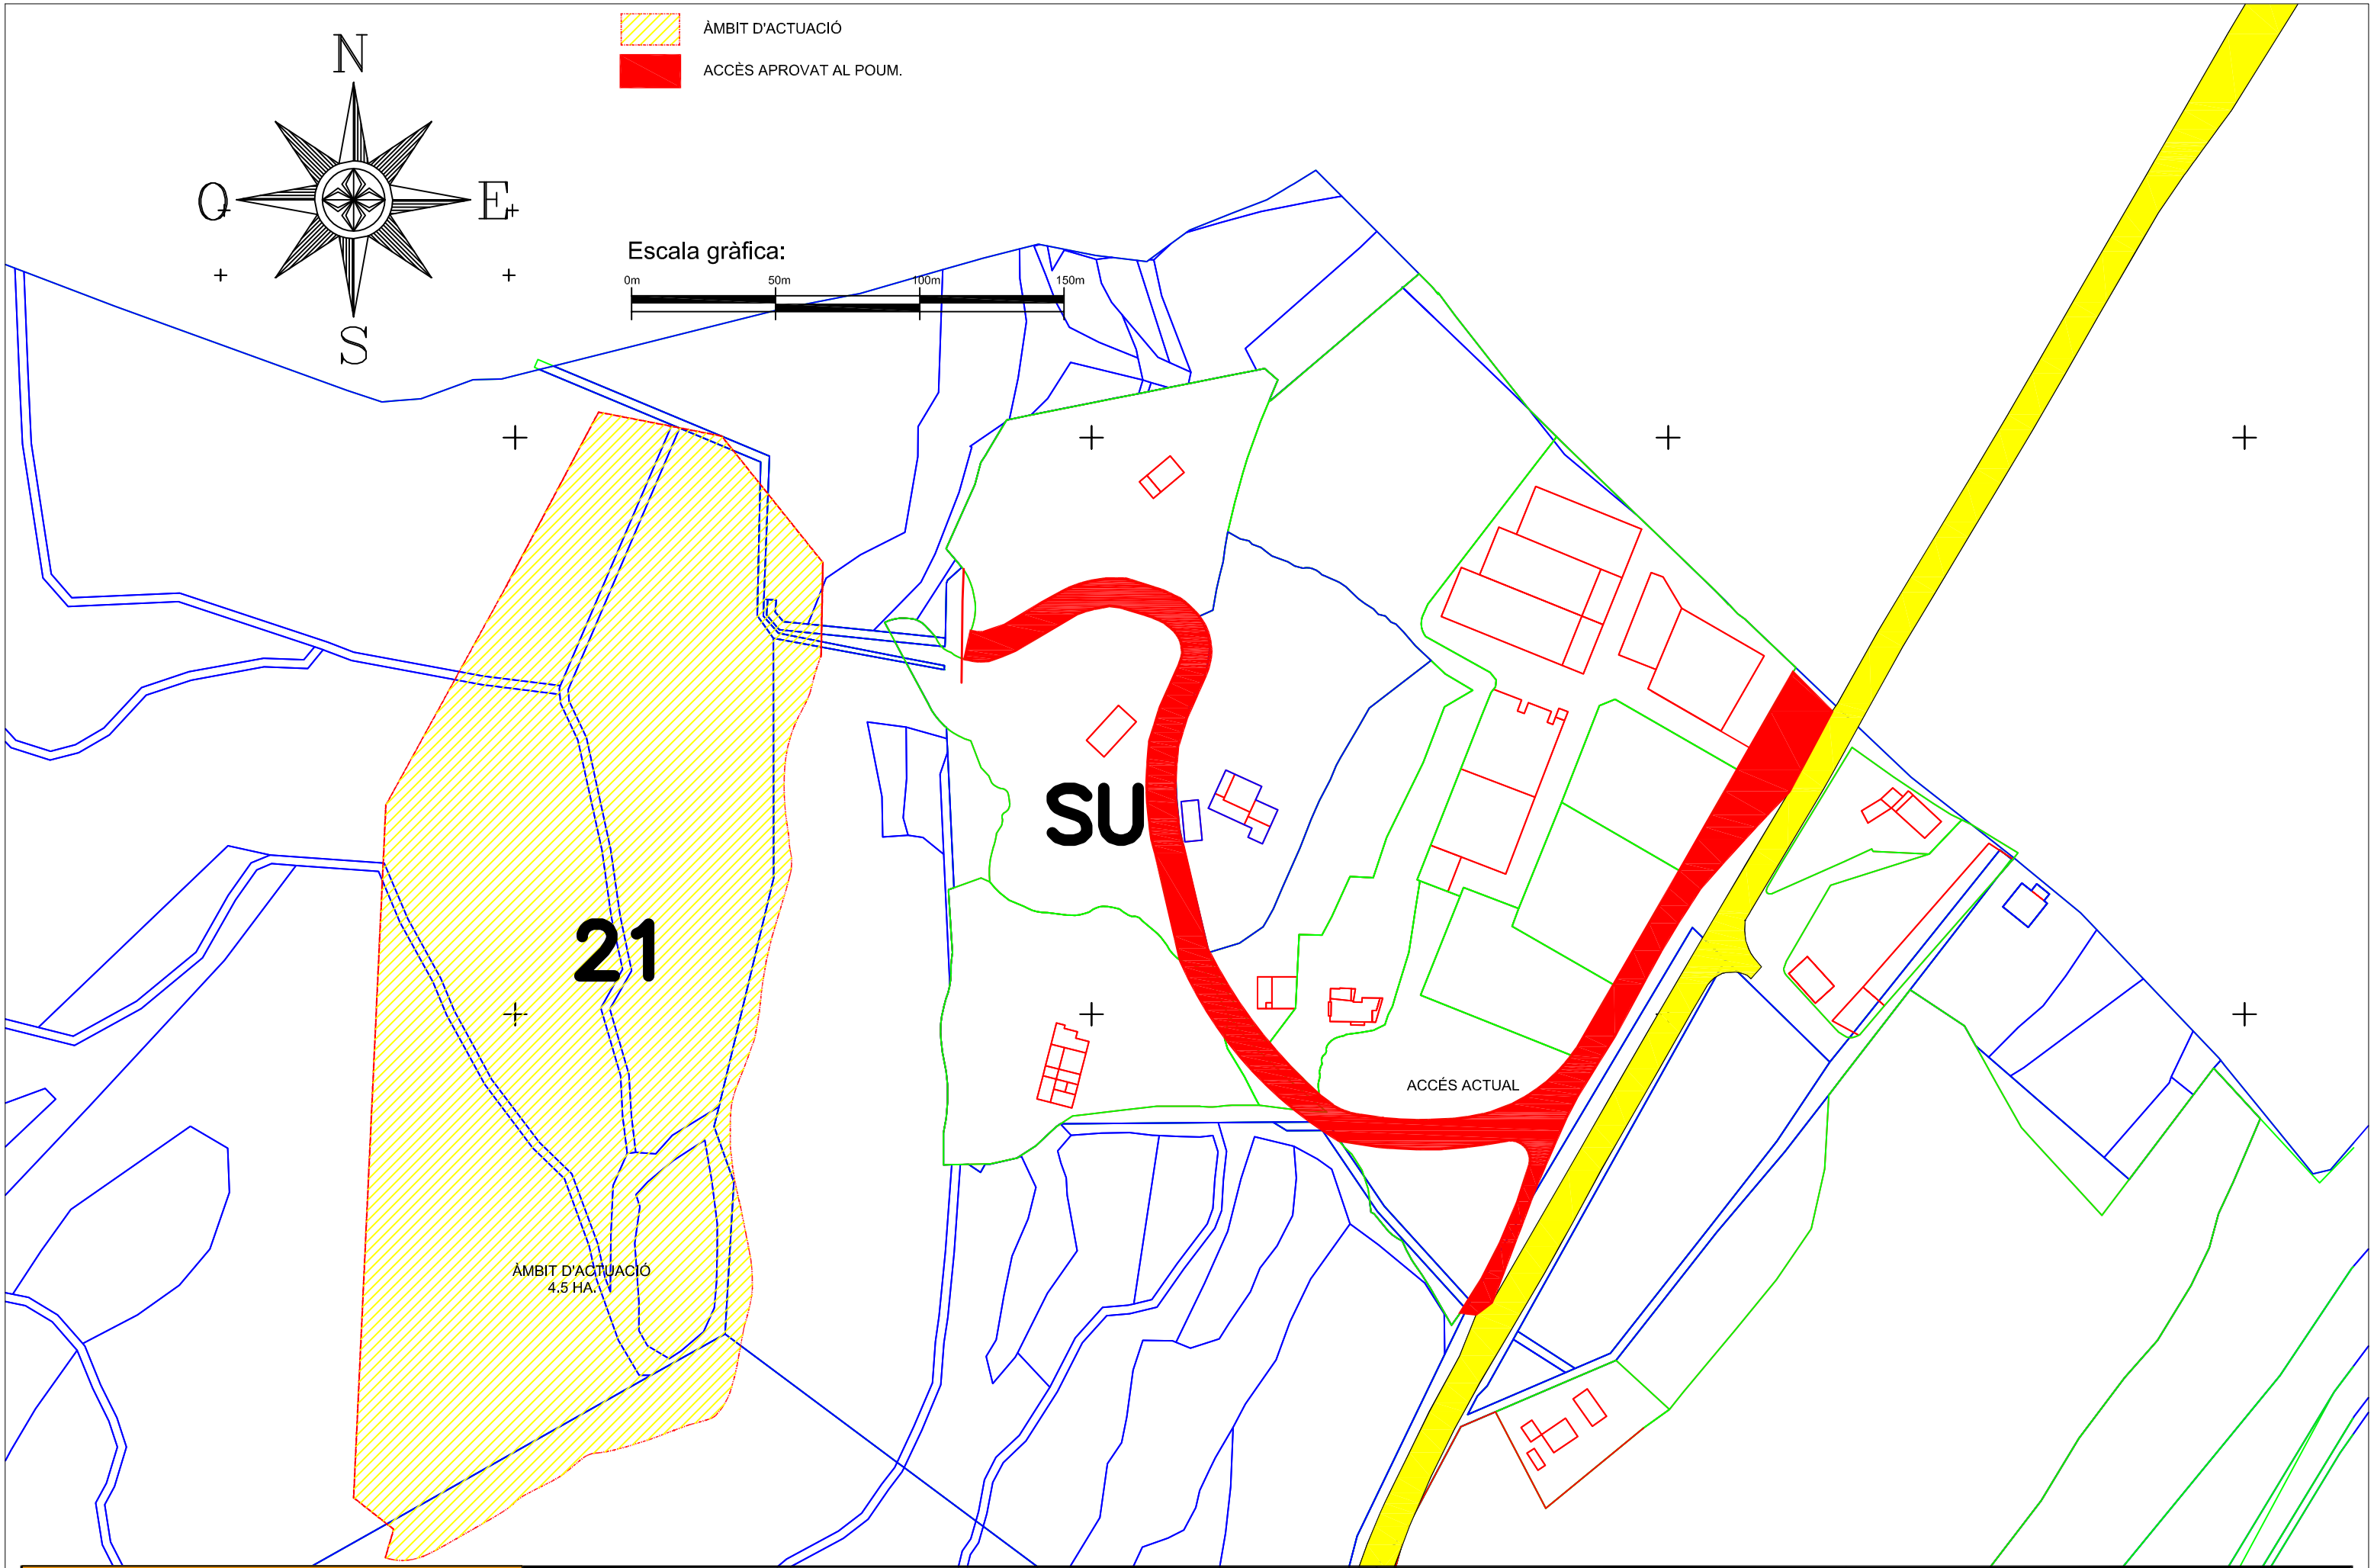 ÀMBIT D'ACTUACIÓ
ACCÈS APROVAT AL POUM.
N
O
E
S
Escala gràfica:
0m 50m 100m 150m
SU
21
ACCÉS ACTUAL
ÀMBIT D'ACTUACIÓ
4.5 HA.